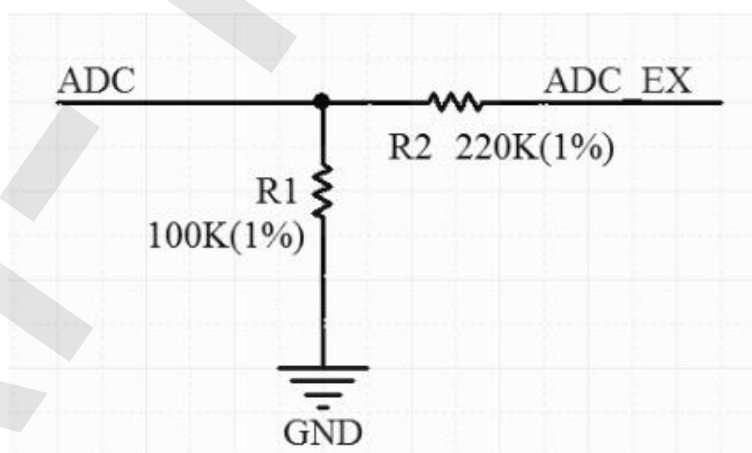 ADC
ADC_EX
R2 220K(1%)
R1
100K(1%)
GND